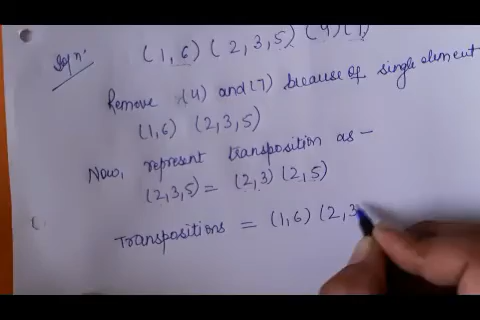 Solⁿ: (1,6) (2,3,5) (4) (7)
Remove (4) and (7) because of single element
(1,6) (2,3,5)
Now, represent transposition as –
(2,3,5) = (2,3) (2,5)
Transpositions = (1,6) (2,3